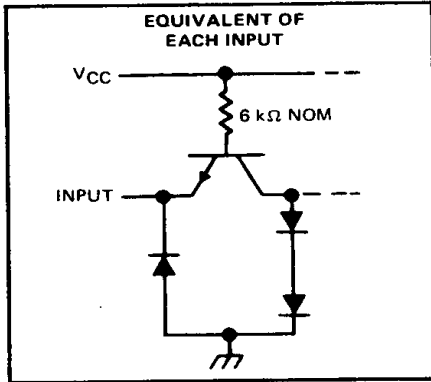 EQUIVALENT OF
EACH INPUT
VCC
6 kΩ NOM
INPUT